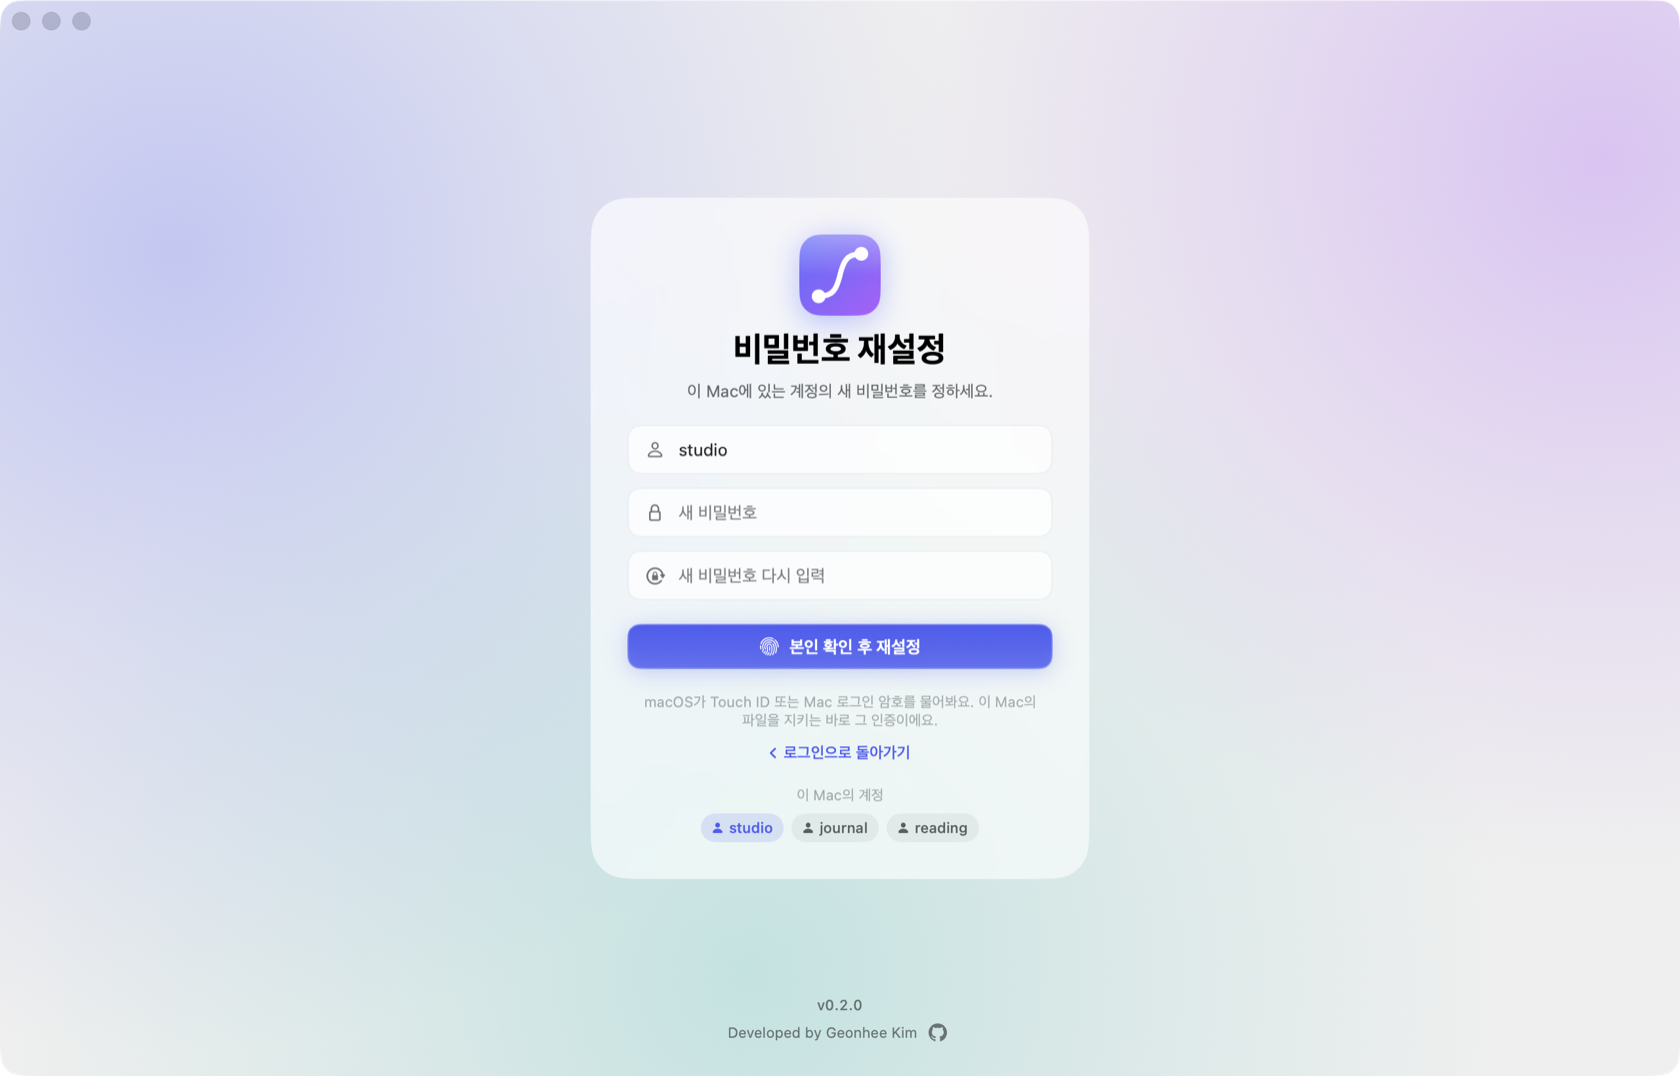 비밀번호 재설정
이 Mac에 있는 계정의 새 비밀번호를 정하세요.
studio
새 비밀번호
새 비밀번호 다시 입력
본인 확인 후 재설정
macOS가 Touch ID 또는 Mac 로그인 암호를 물어봐요. 이 Mac의
파일을 지키는 바로 그 인증이에요.
로그인으로 돌아가기
이 Mac의 계정
studio journal reading
v0.2.0
Developed by Geonhee Kim